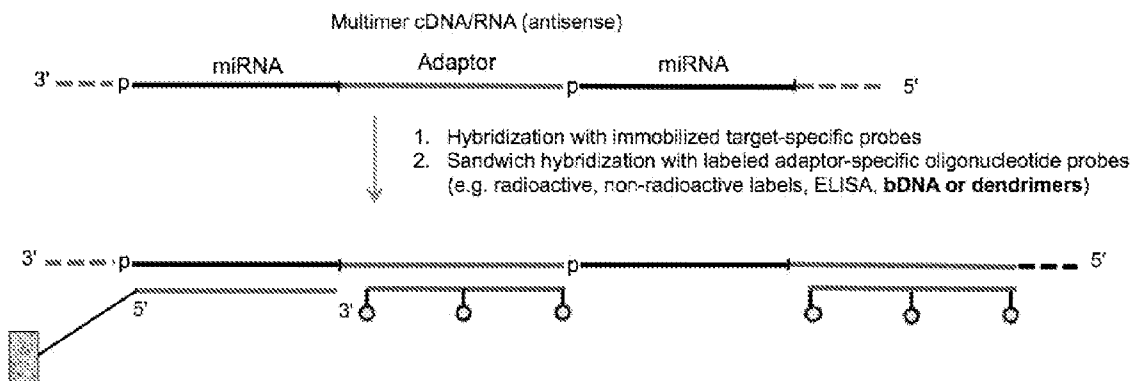 Multimer cDNA/RNA (antisense)
miRNA Adaptor miRNA
3' p p 5'
1. Hybridization with immobilized target-specific probes
2. Sandwich hybridization with labeled adaptor-specific oligonucleotide probes
(e.g. radioactive, non-radioactive labels, ELISA, bDNA or dendrimers)
3' p p 5'
5' 3'